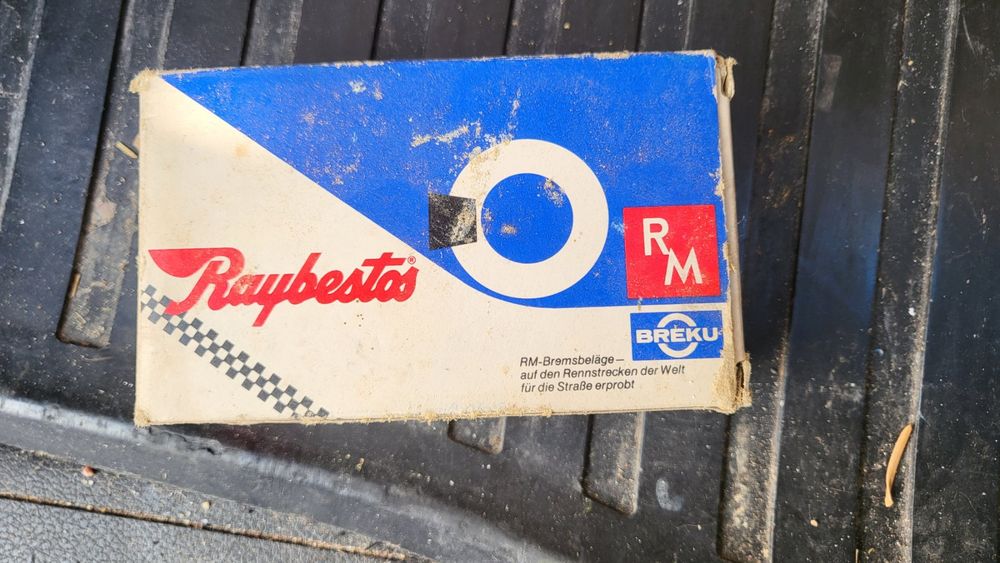 Raybestos®
RM
BREKU
RM-Bremsbeläge—
auf den Rennstrecken der Welt
für die Straße erprobt